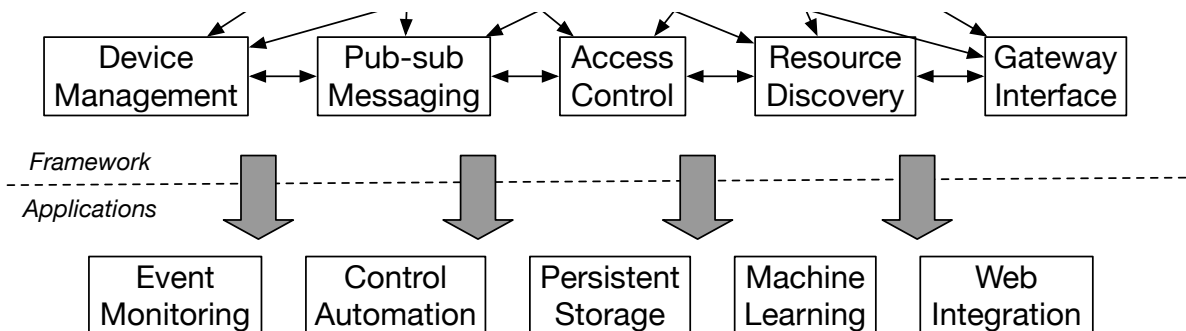 Device
Management
Pub-sub
Messaging
Access
Control
Resource
Discovery
Gateway
Interface
Framework
Applications
Event
Monitoring
Control
Automation
Persistent
Storage
Machine
Learning
Web
Integration